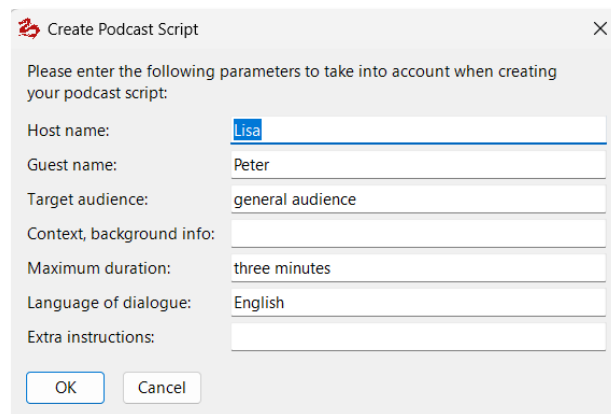 Create Podcast Script
Please enter the following parameters to take into account when creating
your podcast script:
Host name: Lisa
Guest name: Peter
Target audience: general audience
Context, background info:
Maximum duration: three minutes
Language of dialogue: English
Extra instructions:
OK Cancel